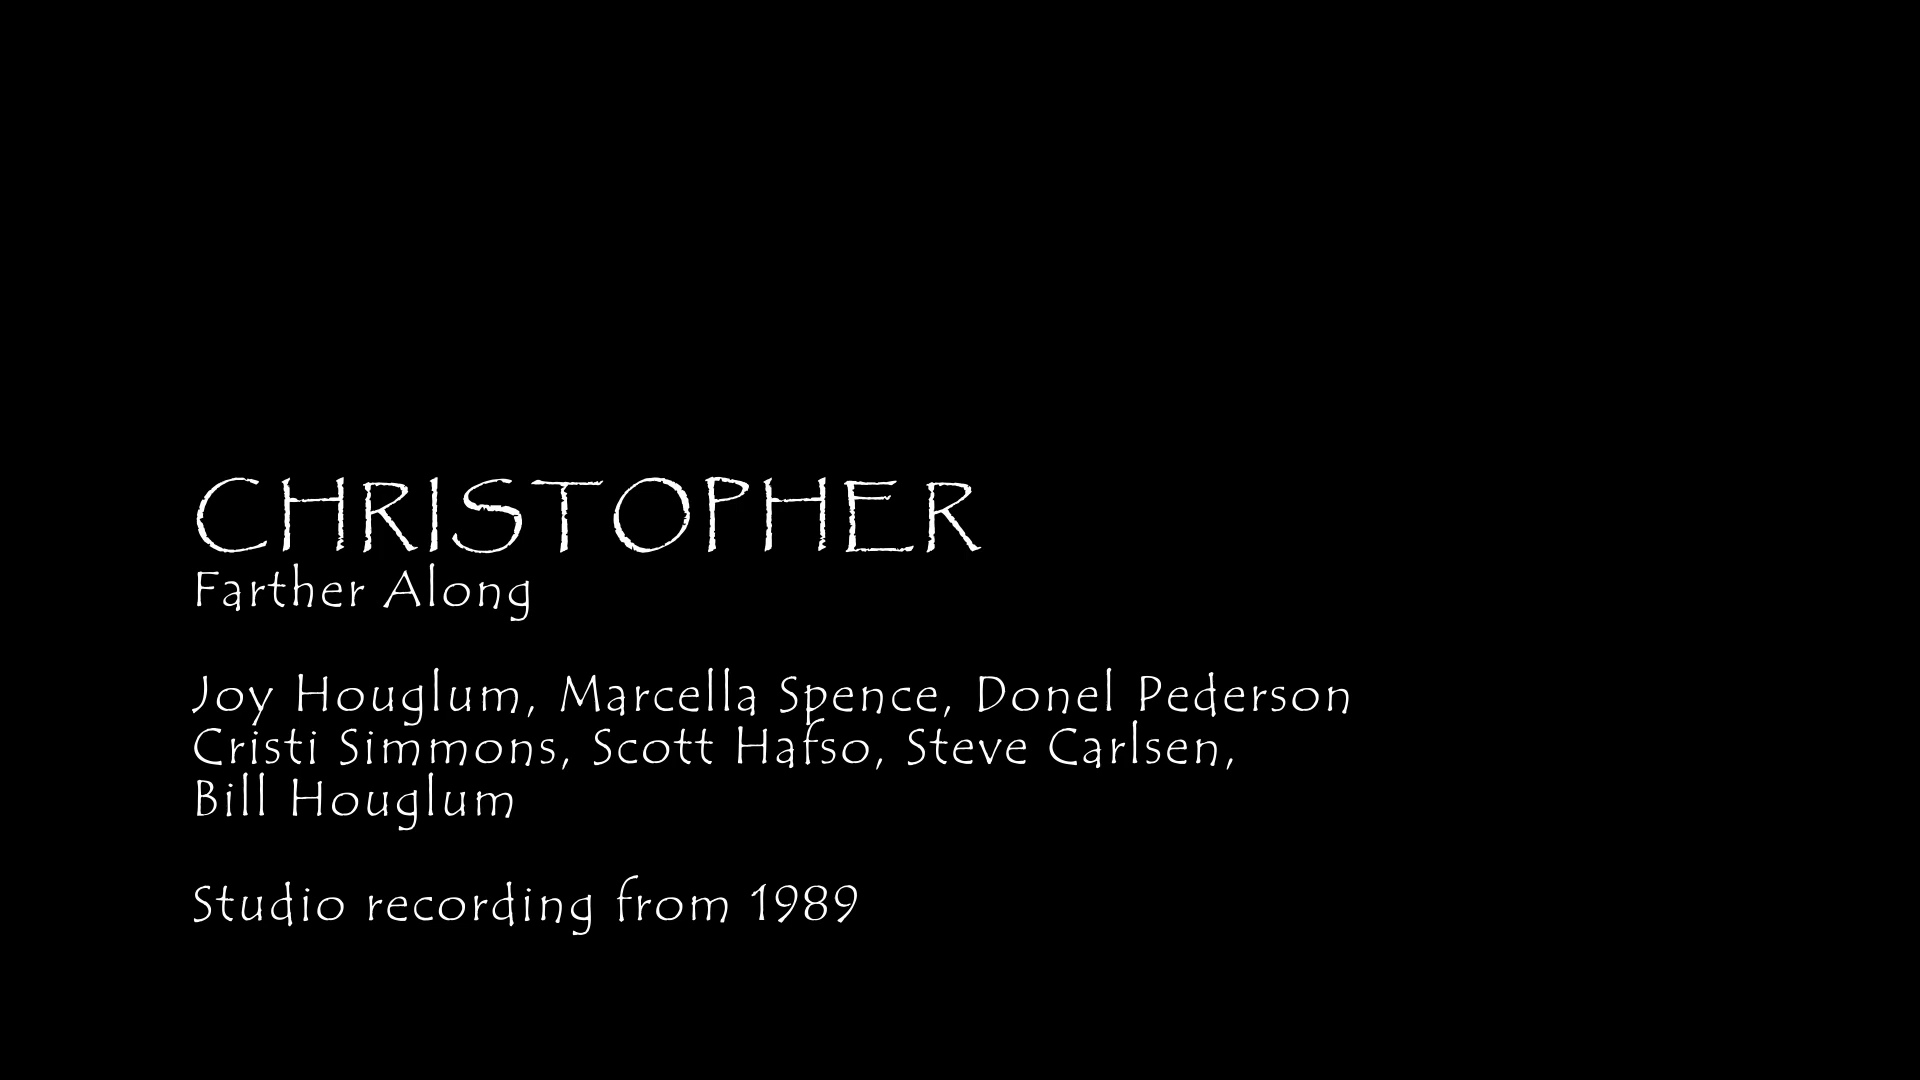 CHRISTOPHER
Farther Along
Joy Houglum, Marcella Spence, Donel Pederson
Cristi Simmons, Scott Hafso, Steve Carlsen,
Bill Houglum
Studio recording from 1989